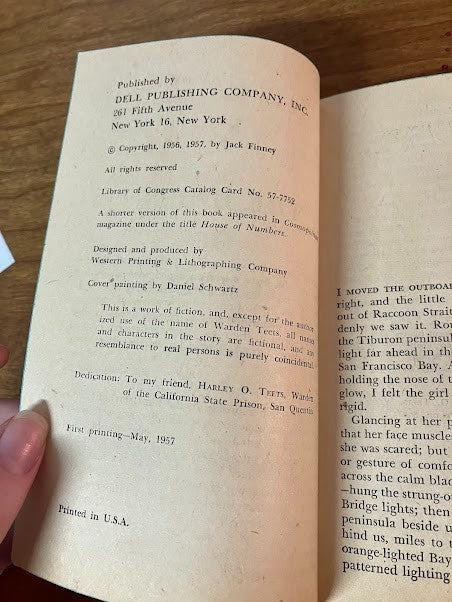 Published by
DELL PUBLISHING COMPANY, INC.
261 Fifth Avenue
New York 16, New York
© Copyright, 1956, 1957, by Jack Finney
All rights reserved
Library of Congress Catalog Card No. 57-7752
A shorter version of this book appeared in Cosmopolitan
magazine under the title House of Numbers.
Designed and produced by
Western Printing & Lithographing Company
Cover painting by Daniel Schwartz
This is a work of fiction, and, except for the author
ized use of the name of Warden Teets, all names
and characters in the story are fictional, and any
resemblance to real persons is purely coincidental.
Dedication: To my friend, HARLEY O. TEETS, Warden
of the California State Prison, San Quentin
First printing—May, 1957
Printed in U.S.A.
I MOVED THE OUTBOAR
right, and the little
out of Raccoon Strait
denly we saw it. Rou
the Tiburon peninsul
light far ahead in the
San Francisco Bay. A
holding the nose of t
glow, I felt the girl
rigid.
Glancing at her p
that her face muscles
she was scared; but
or gesture of comfo
across the calm blac
—hung the strung-ou
Bridge lights; then
peninsula beside u
hind us, miles to t
orange-lighted Bay
patterned lighting